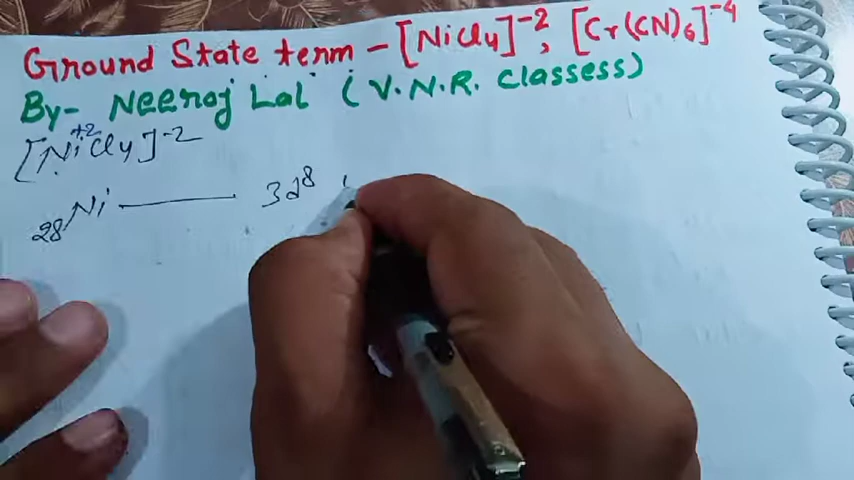 Ground State term - [NiCl4]⁻², [Cr(CN)6]⁻⁴
By- Neeraj Lal (V.N.R. classess)
[Ni⁺²Cl4]⁻²
28Ni — 3d⁸